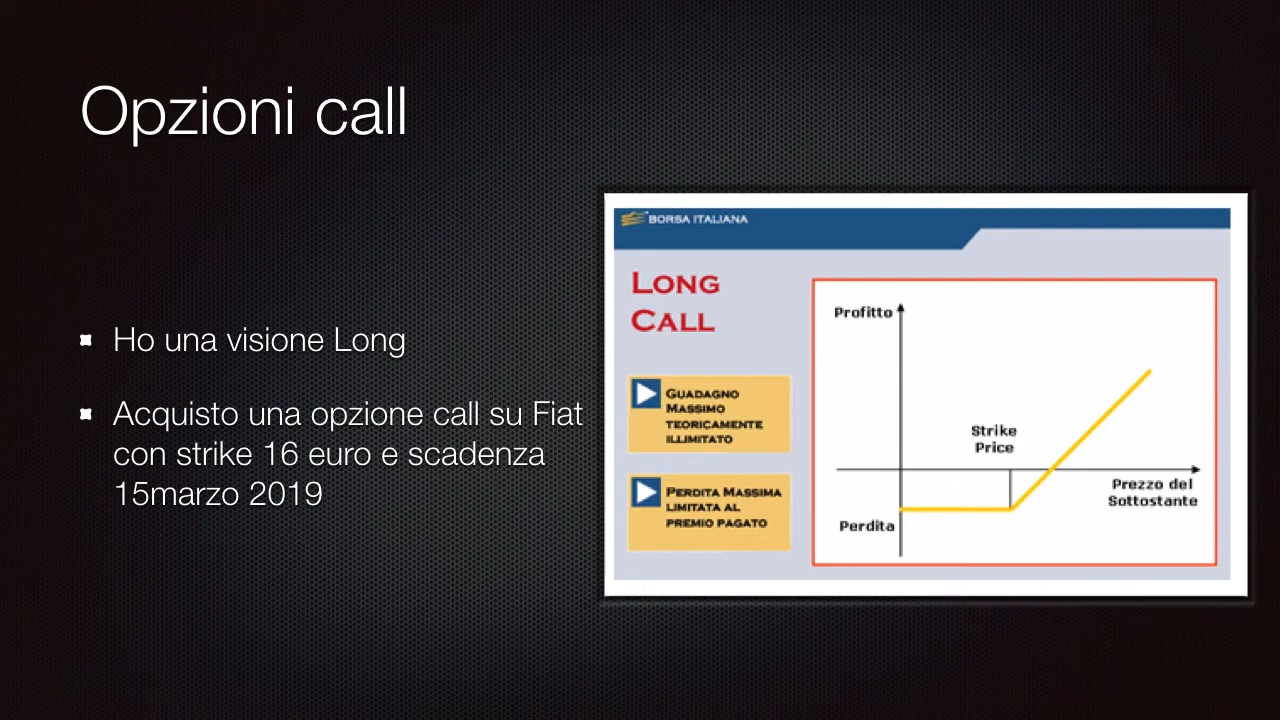 Opzioni call
Ho una visione Long
Acquisto una opzione call su Fiat
con strike 16 euro e scadenza
15marzo 2019
BORSA ITALIANA
LONG
CALL
GUADAGNO
MASSIMO
TEORICAMENTE
ILLIMITATO
PERDITA MASSIMA
LIMITATA AL
PREMIO PAGATO
Profitto
Strike
Price
Prezzo del
Sottostante
Perdita